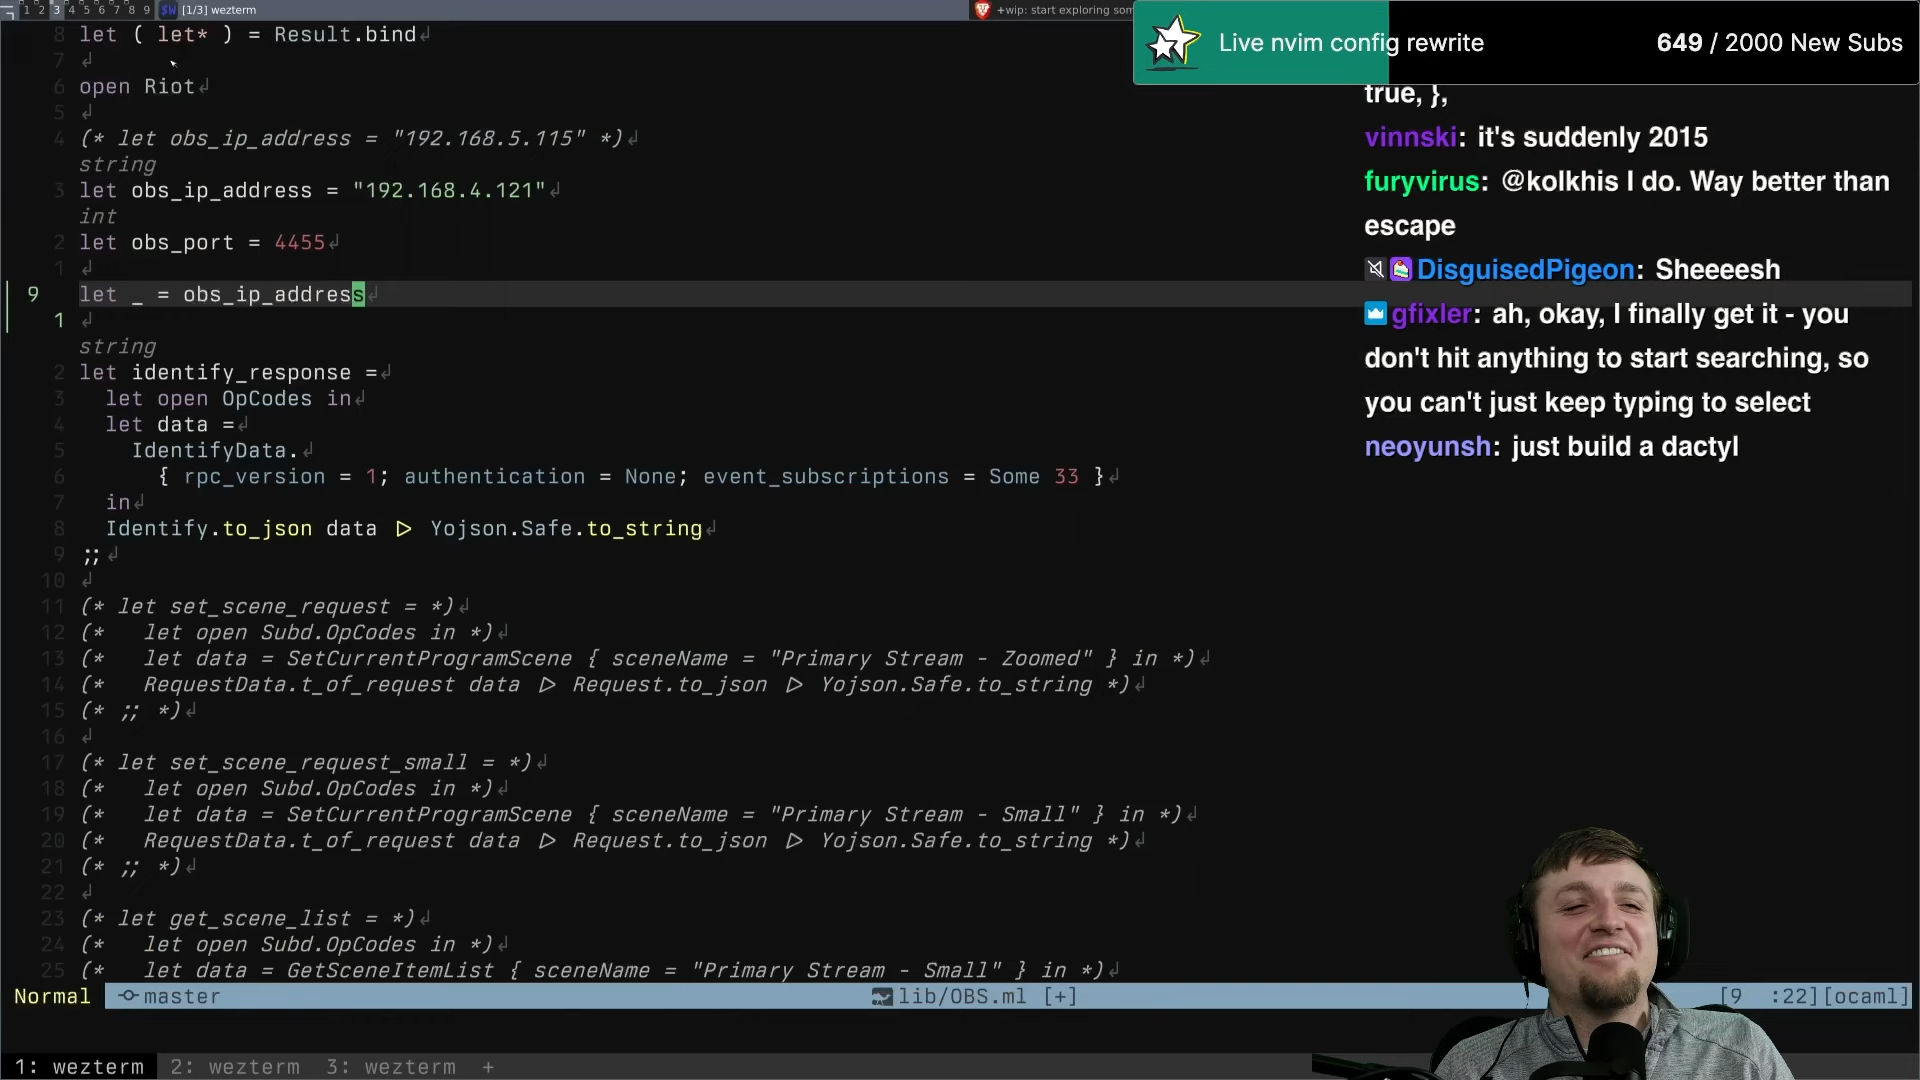 1 2 3 4 5 6 7 8 9 [1/3] wezterm
+wip: start exploring som
Live nvim config rewrite 649 / 2000 New Subs
8 let ( let* ) = Result.bind↲
7 ↲
6 open Riot↲
5 ↲
4 (* let obs_ip_address = "192.168.5.115" *)↲
string
3 let obs_ip_address = "192.168.4.121"↲
int
2 let obs_port = 4455↲
1 ↲
9 let _ = obs_ip_address↲
1 ↲
string
2 let identify_response =↲
3 let open OpCodes in↲
4 let data =↲
5 IdentifyData.↲
6 { rpc_version = 1; authentication = None; event_subscriptions = Some 33 }↲
7 in↲
8 Identify.to_json data ▷ Yojson.Safe.to_string↲
9 ;;↲
10 ↲
11 (* let set_scene_request = *)↲
12 (* let open Subd.OpCodes in *)↲
13 (* let data = SetCurrentProgramScene { sceneName = "Primary Stream - Zoomed" } in *)↲
14 (* RequestData.t_of_request data ▷ Request.to_json ▷ Yojson.Safe.to_string *)↲
15 (* ;; *)↲
16 ↲
17 (* let set_scene_request_small = *)↲
18 (* let open Subd.OpCodes in *)↲
19 (* let data = SetCurrentProgramScene { sceneName = "Primary Stream - Small" } in *)↲
20 (* RequestData.t_of_request data ▷ Request.to_json ▷ Yojson.Safe.to_string *)↲
21 (* ;; *)↲
22 ↲
23 (* let get_scene_list = *)↲
24 (* let open Subd.OpCodes in *)↲
25 (* let data = GetSceneItemList { sceneName = "Primary Stream - Small" } in *)↲
Normal master lib/OBS.ml [+] [9 :22][ocaml]
1: wezterm 2: wezterm 3: wezterm +
true, },
vinnski: it's suddenly 2015
furyvirus: @kolkhis I do. Way better than
escape
DisguisedPigeon: Sheeeesh
gfixler: ah, okay, I finally get it - you
don't hit anything to start searching, so
you can't just keep typing to select
neoyunsh: just build a dactyl